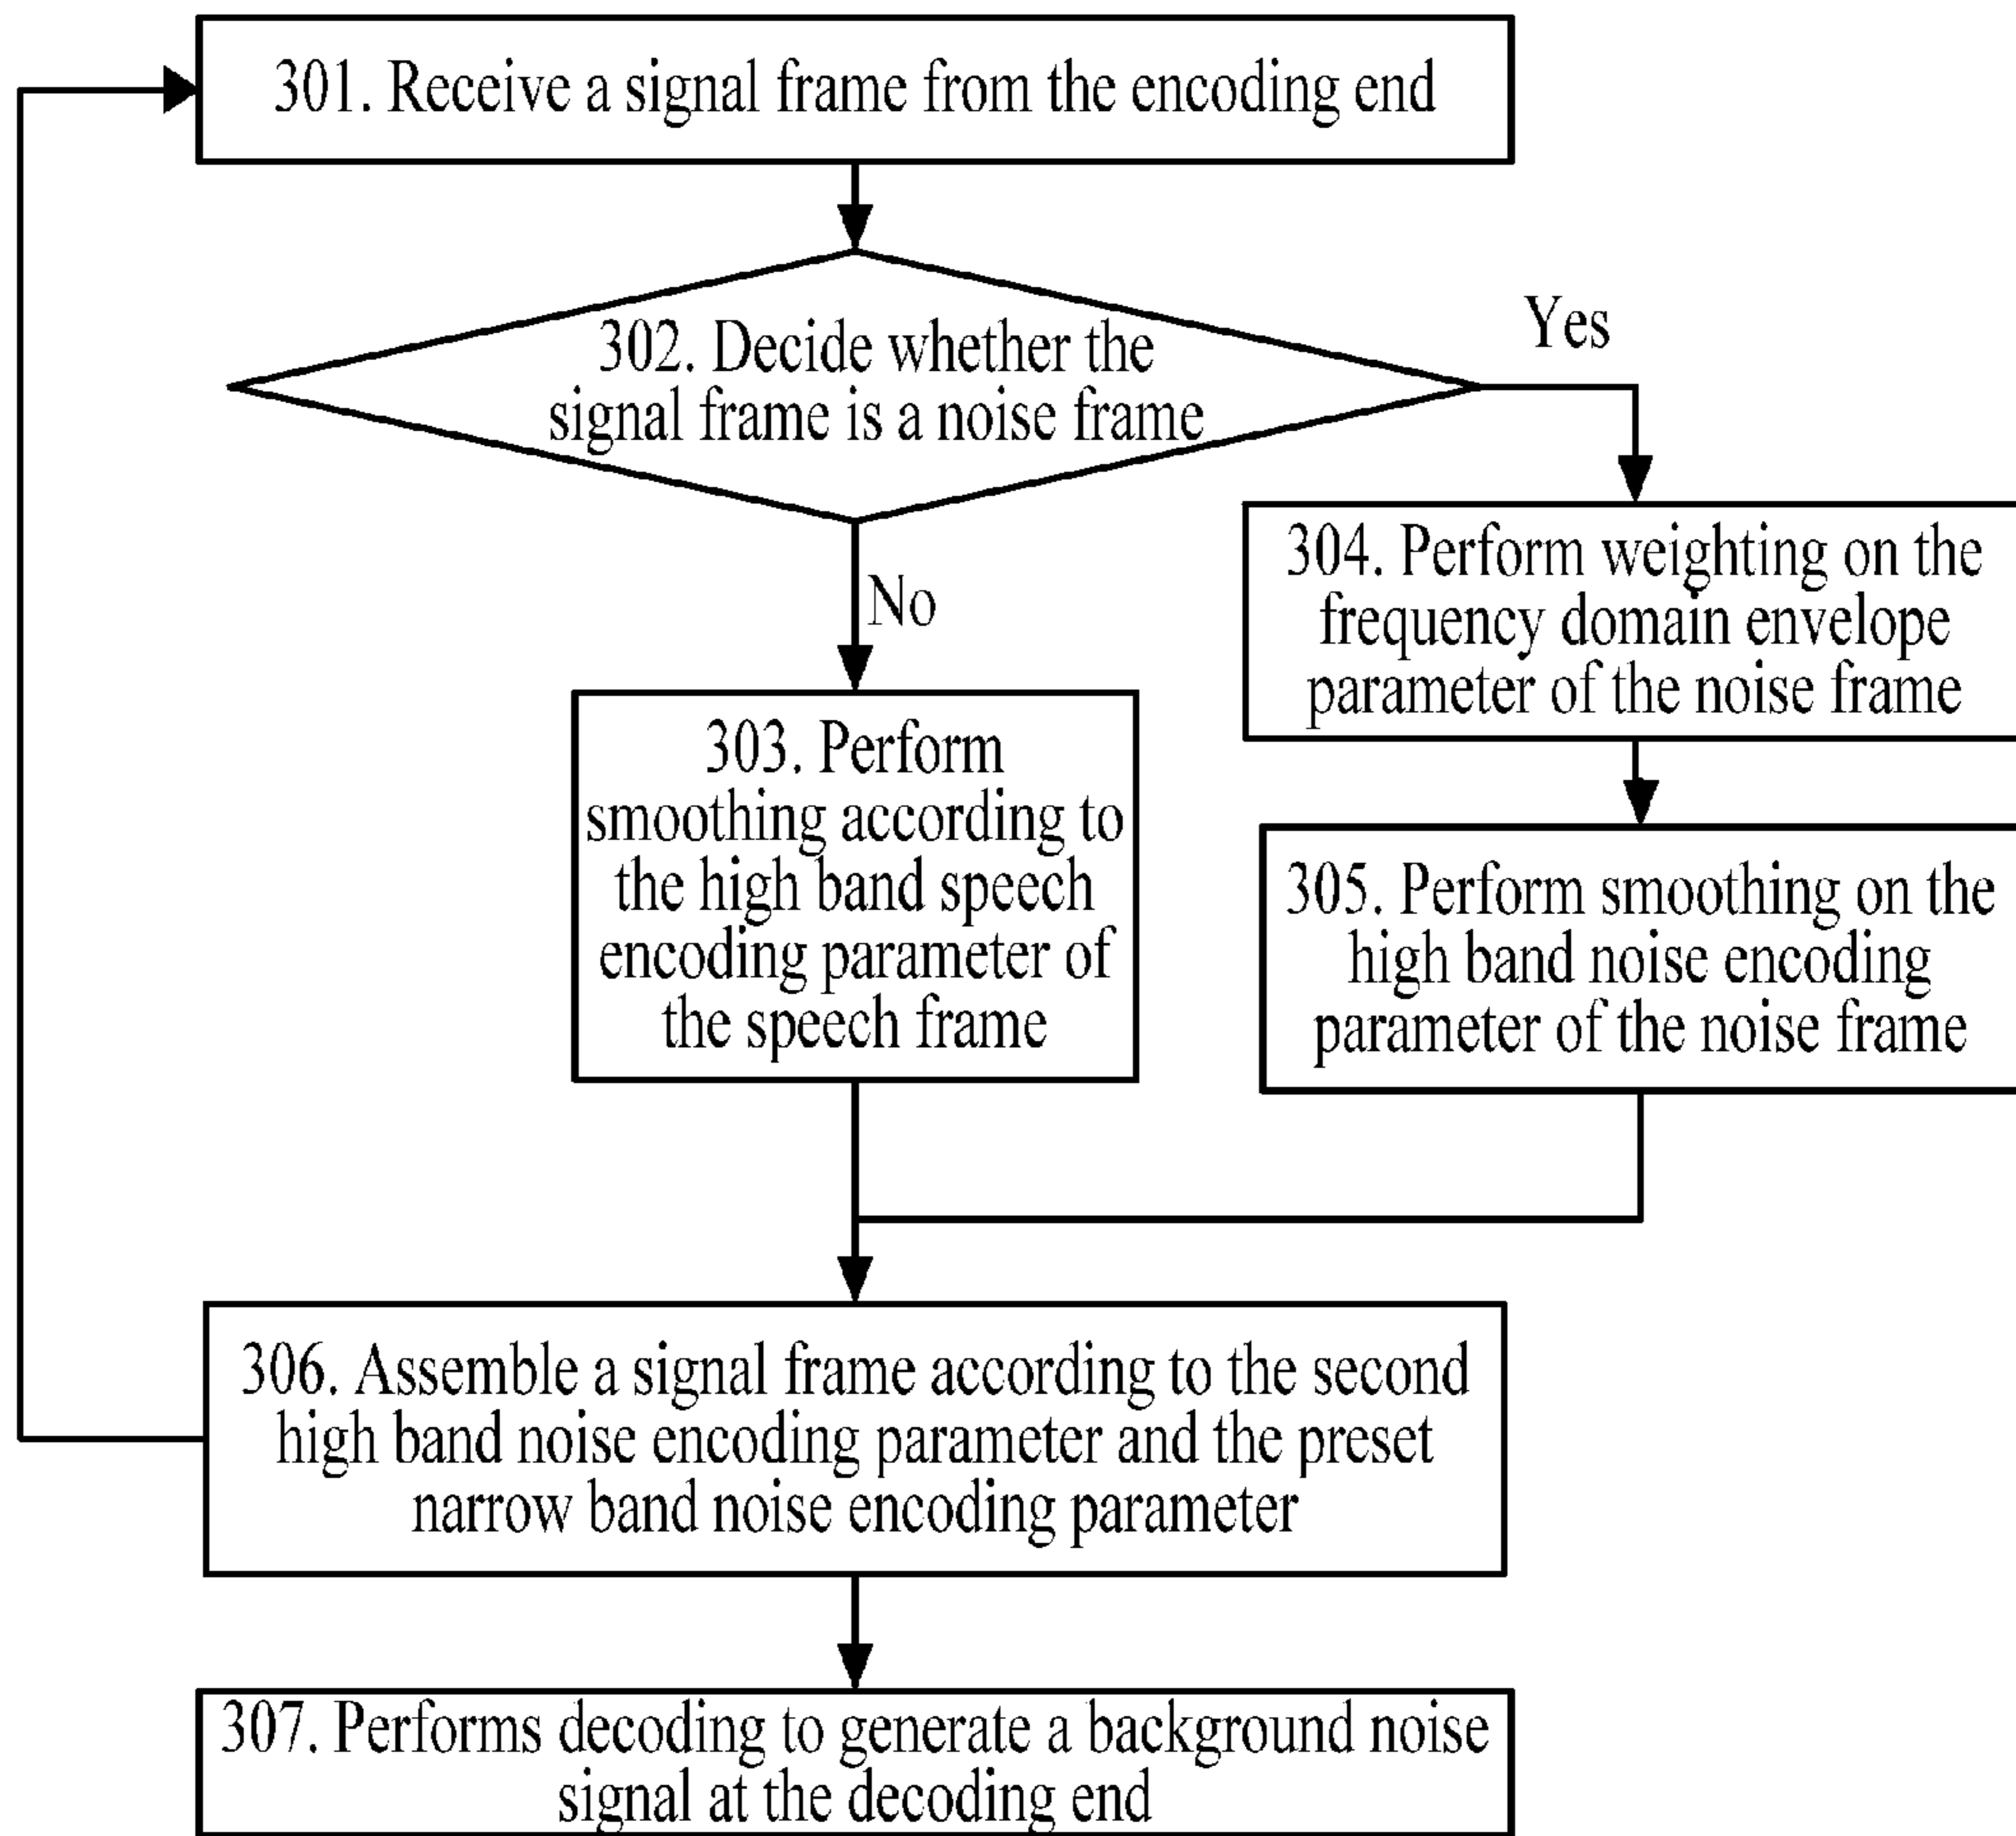 301. Receive a signal frame from the encoding end
302. Decide whether the
signal frame is a noise frame
Yes
No
303. Perform
smoothing according to
the high band speech
encoding parameter of
the speech frame
304. Perform weighting on the
frequency domain envelope
parameter of the noise frame
305. Perform smoothing on the
high band noise encoding
parameter of the noise frame
306. Assemble a signal frame according to the second
high band noise encoding parameter and the preset
narrow band noise encoding parameter
307. Performs decoding to generate a background noise
signal at the decoding end